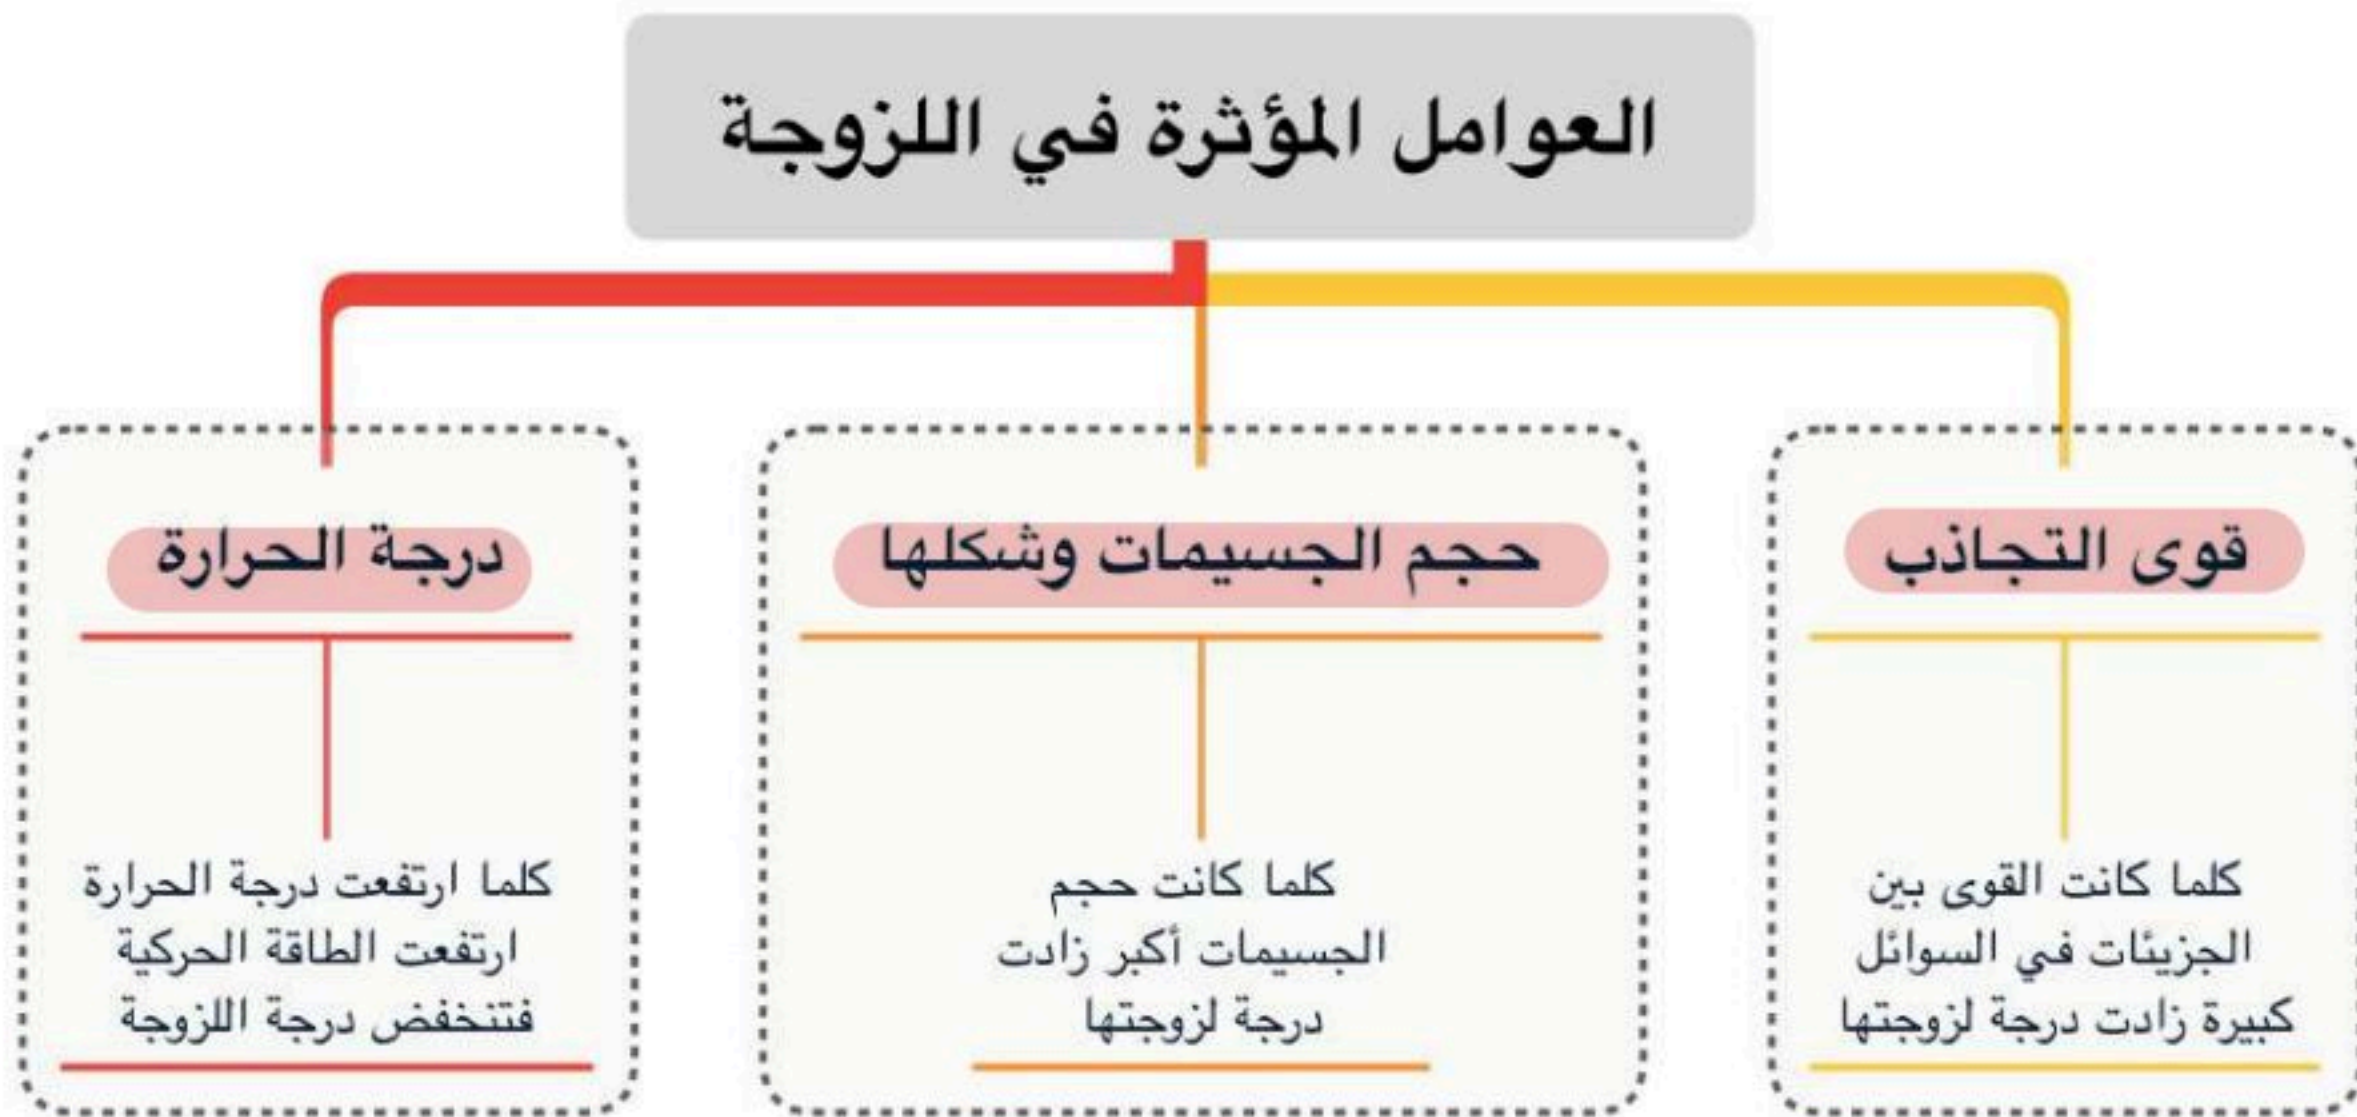 العوامل المؤثرة في اللزوجة
قوى التجاذب
كلما كانت القوى بين
الجزيئات في السوائل
كبيرة زادت درجة لزوجتها
حجم الجسيمات وشكلها
كلما كانت حجم
الجسيمات أكبر زادت
درجة لزوجتها
درجة الحرارة
كلما ارتفعت درجة الحرارة
ارتفعت الطاقة الحركية
فتنخفض درجة اللزوجة